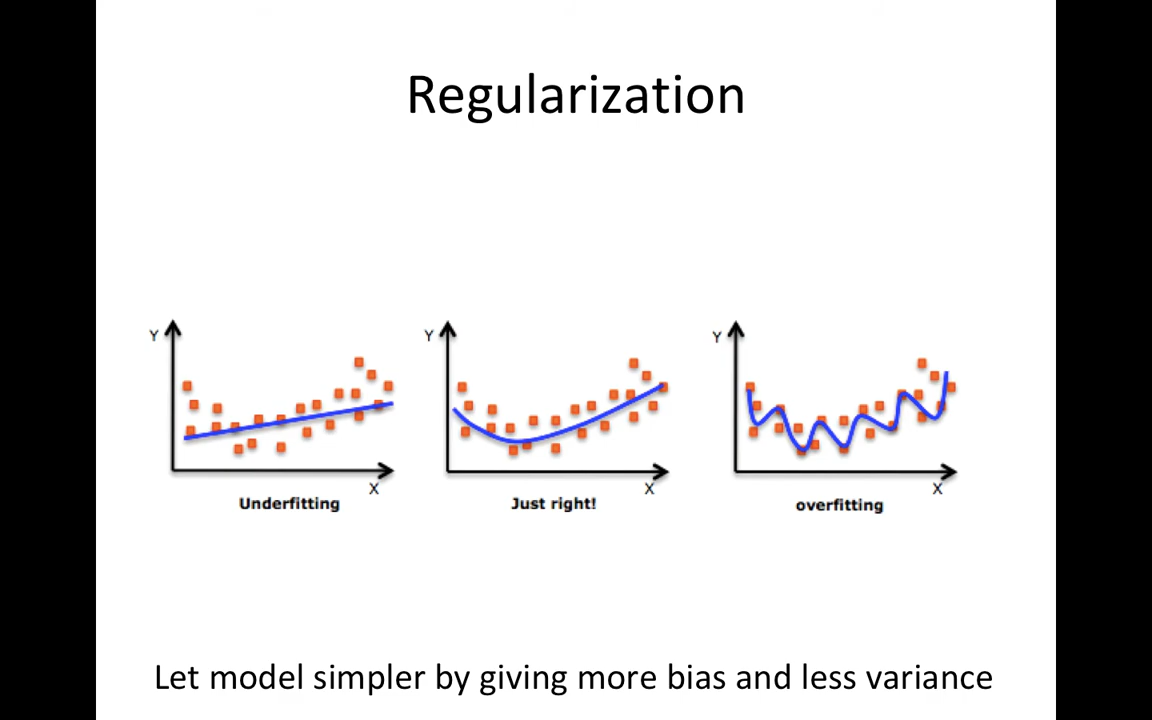 Regularization
Y
X
Underfitting
Y
X
Just right!
Y
X
overfitting
Let model simpler by giving more bias and less variance